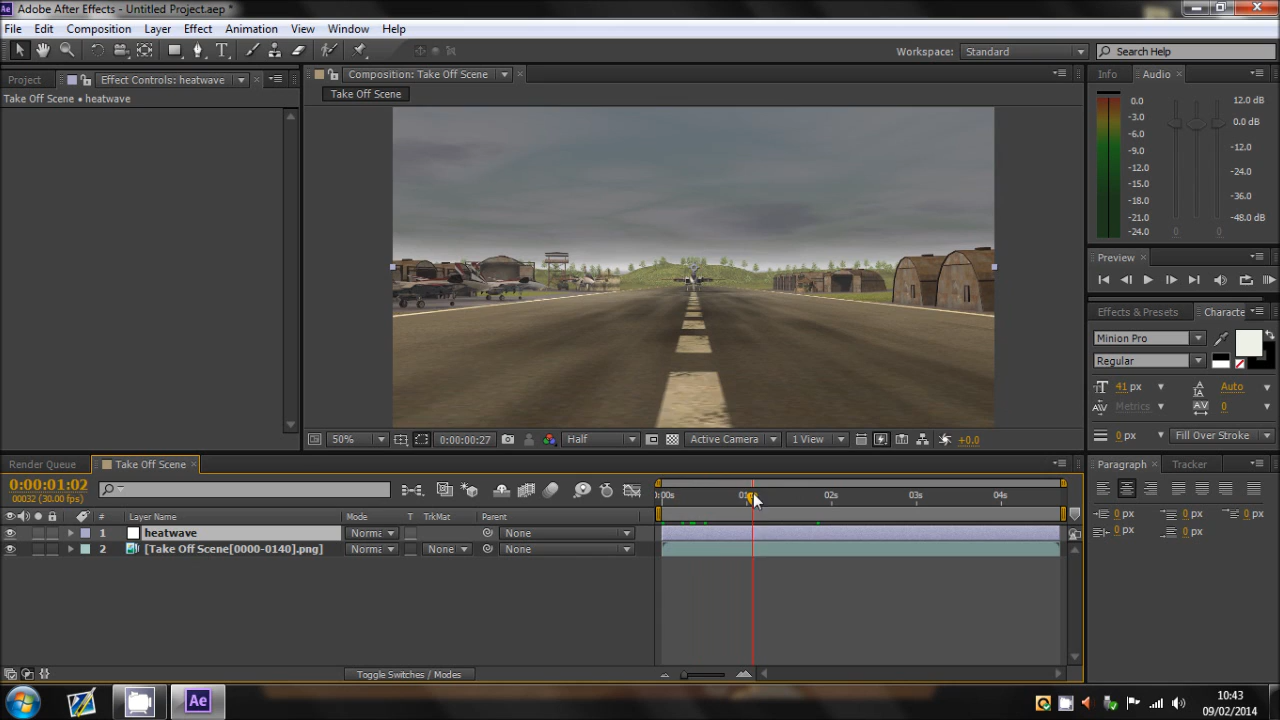 Ae Adobe After Effects - Untitled Project.aep *
File Edit Composition Layer Effect Animation View Window Help
Workspace: Standard Search Help
Project Effect Controls: heatwave Composition: Take Off Scene Info Audio
Take Off Scene • heatwave
Take Off Scene
0.0 12.0 dB
-3.0 0.0 dB
-6.0
-9.0 -12.0
-12.0
-15.0 -24.0
-18.0 -36.0
-21.0 -48.0 dB
-24.0 0 0
Preview
Effects & Presets Characte
Minion Pro
Regular
41 px Auto
Metrics 0
0 px Fill Over Stroke
50% 0:00:00:27 Half Active Camera 1 View +0.0
Render Queue Take Off Scene Paragraph Tracker
0:00:01:02
00032 (30.00 fps)
:00s 02s 03s 04s
# Layer Name Mode T TrkMat Parent
1 heatwave Norma None
2 [Take Off Scene[0000-0140].png] Norma None None
0 px 0 px 0 px
0 px 0 px
Toggle Switches / Modes
Ae
10:43
09/02/2014